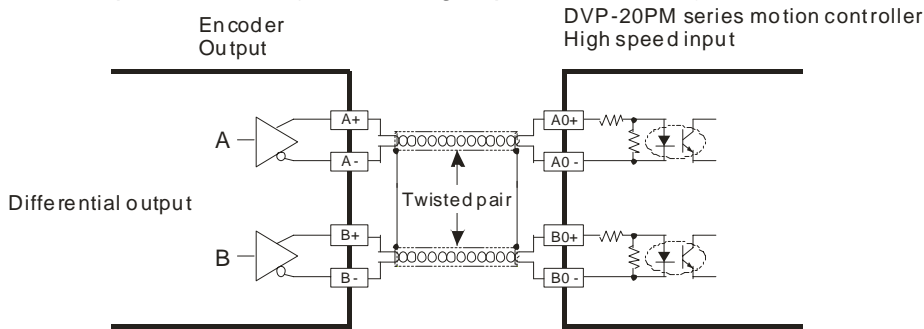 Encoder
Output
DVP-20PM series motion controller
High speed input
A
A+
A-
A0+
A0-
Differential output
Twisted pair
B
B+
B-
B0+
B0-